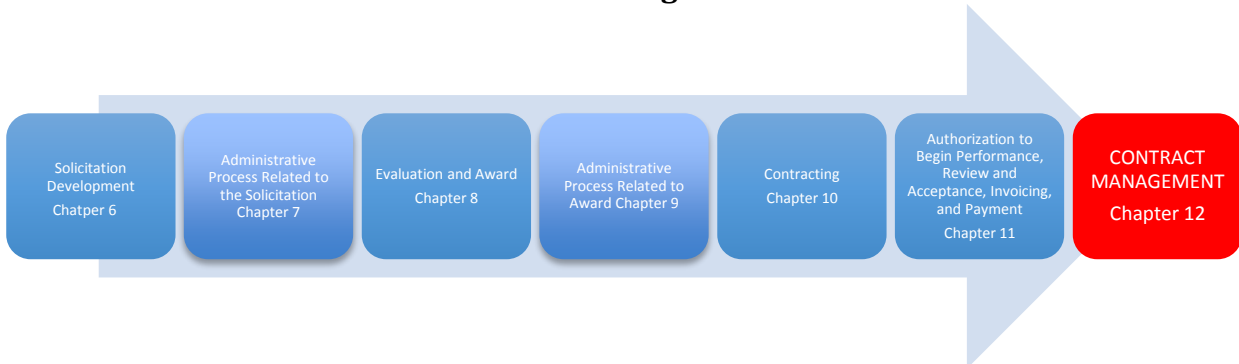 Solicitation
Development
Chatper 6
Administrative
Process Related to
the Solicitation
Chapter 7
Evaluation and Award
Chapter 8
Administrative
Process Related to
Award Chapter 9
Contracting
Chapter 10
Authorization to
Begin Performance,
Review and
Acceptance, Invoicing,
and Payment
Chapter 11
CONTRACT
MANAGEMENT
Chapter 12